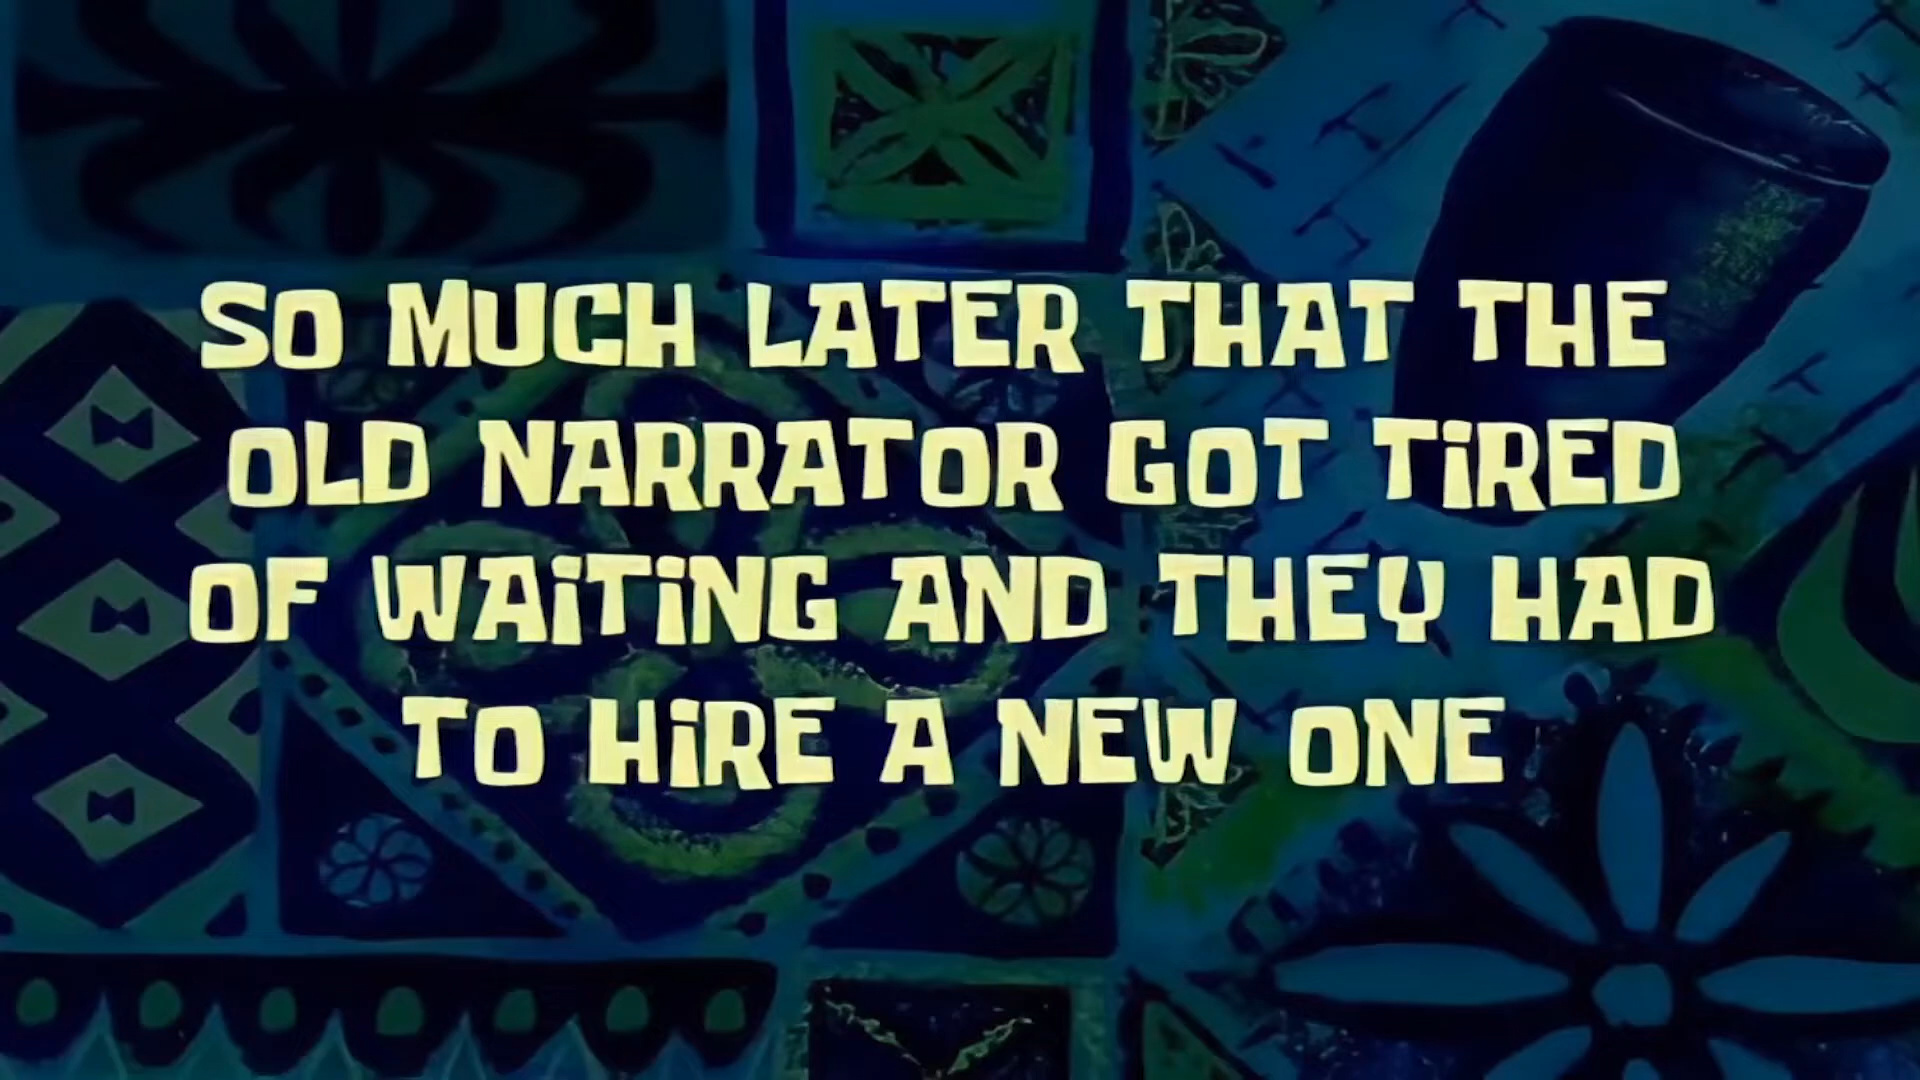 SO MUCH LATER THAT THE
OLD NARRATOR GOT TiRED
OF WAiTiNG AND THEY HAD
TO HiRE A NEW ONE